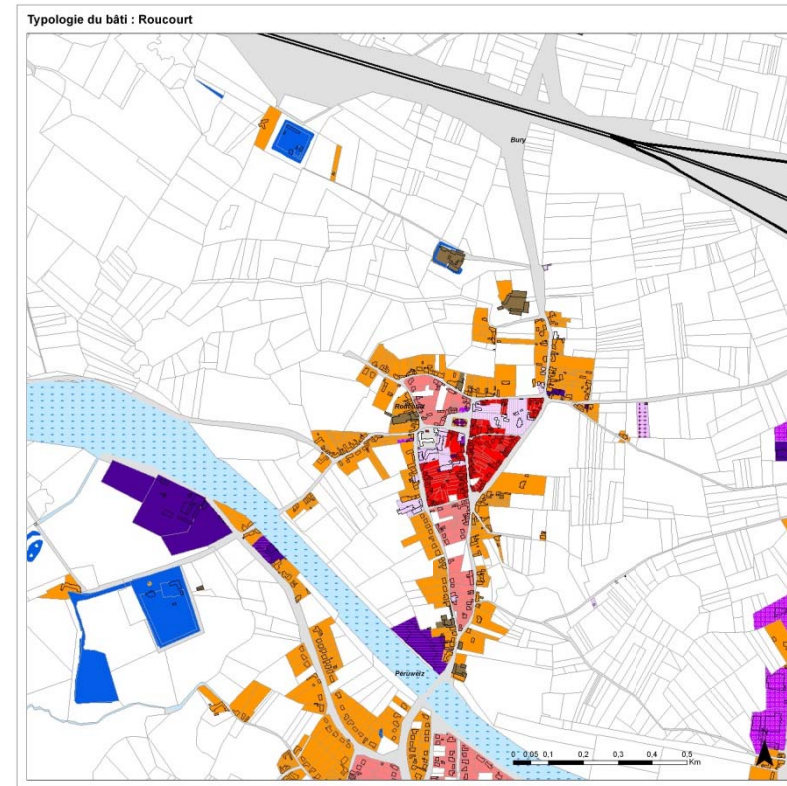 Typologie du bâti : Roucourt
Bury
Roucourt
Péruwelz
0 0,05 0,1 0,2 0,3 0,4 0,5
Km